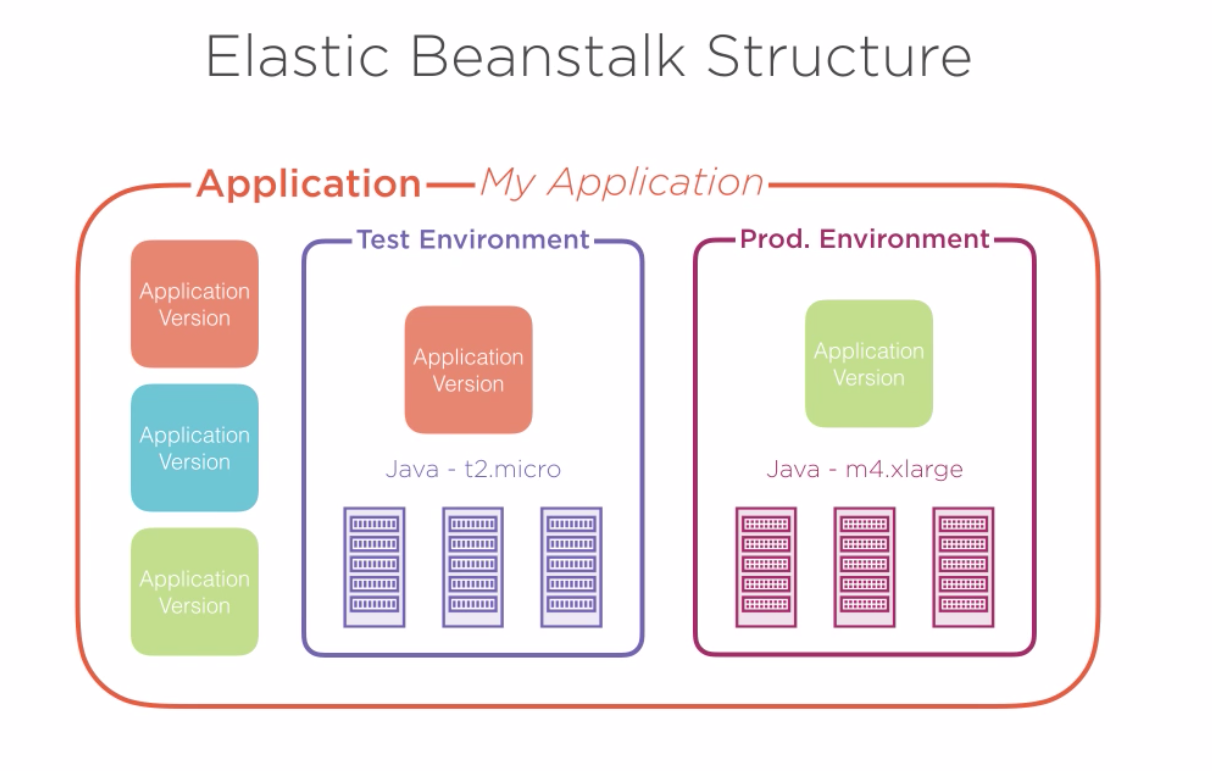 Elastic Beanstalk Structure
Application My Application
Application
Version
Application
Version
Application
Version
Test Environment
Application
Version
Java - t2.micro
Prod. Environment
Application
Version
Java - m4.xlarge